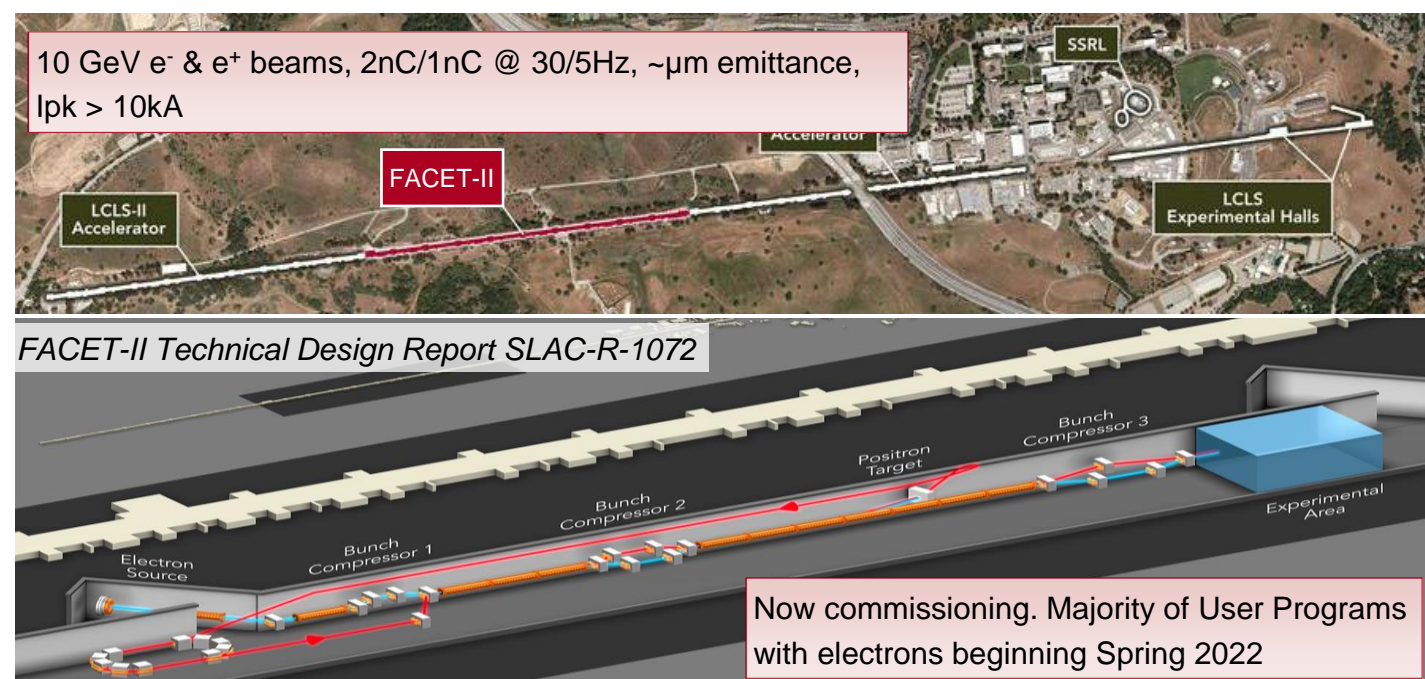 10 GeV e⁻ & e⁺ beams, 2nC/1nC @ 30/5Hz, ~μm emittance,
Ipk > 10kA
SSRL
Accelerator
FACET-II
LCLS-II
Accelerator
LCLS
Experimental Halls
FACET-II Technical Design Report SLAC-R-1072
Bunch
Compressor 3
Positron
Target
Bunch
Compressor 2
Experimental
Area
Bunch
Compressor 1
Electron
Source
Now commissioning. Majority of User Programs
with electrons beginning Spring 2022